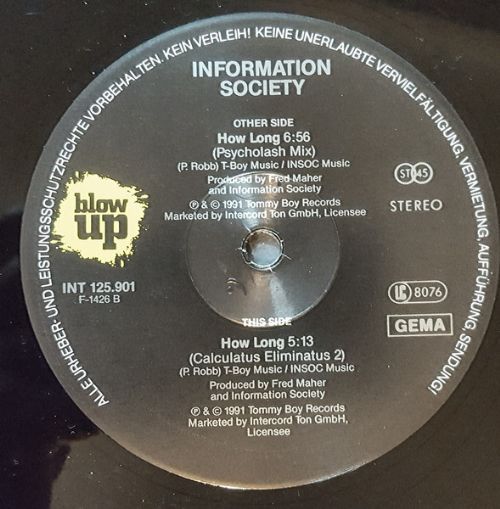 ALLE URHEBER- UND LEISTUNGSSCHUTZRECHTE VORBEHALTEN. KEIN VERLEIH! KEINE UNERLAUBTE VERVIELFÄLTIGUNG, VERMIETUNG, AUFFÜHRUNG, SENDUNG!
INFORMATION
SOCIETY
OTHER SIDE
How Long 6:56
(Psycholash Mix)
(P. Robb) T-Boy Music / INSOC Music
Produced by Fred Maher
and Information Society
℗ & © 1991 Tommy Boy Records
Marketed by Intercord Ton GmbH, Licensee
blow
up
INT 125.901
F-1426 B
ST 45
STEREO
LC 8076
GEMA
THIS SIDE
How Long 5:13
(Calculatus Eliminatus 2)
(P. Robb) T-Boy Music / INSOC Music
Produced by Fred Maher
and Information Society
℗ & © 1991 Tommy Boy Records
Marketed by Intercord Ton GmbH,
Licensee